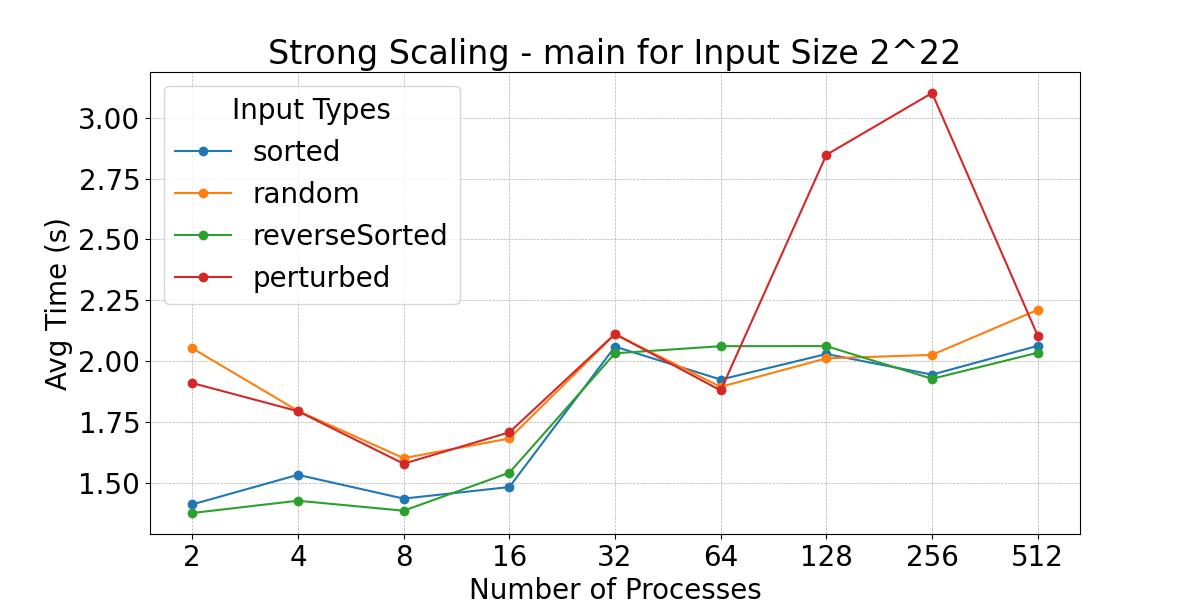 Strong Scaling - main for Input Size 2^22
Input Types
sorted
random
reverseSorted
perturbed
Avg Time (s)
3.00
2.75
2.50
2.25
2.00
1.75
1.50
2 4 8 16 32 64 128 256 512
Number of Processes